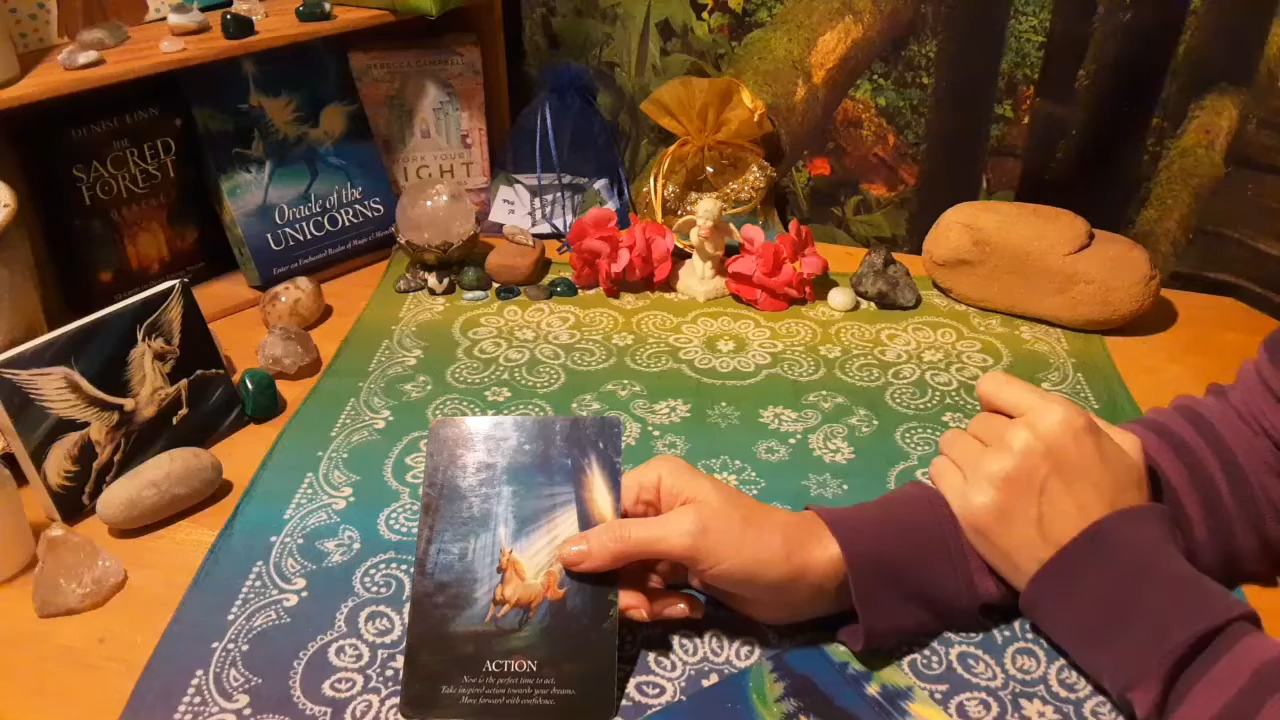 DENISE LINN
THE
SACRED
FOREST
ORACLE
Oracle of the
UNICORNS
Enter an Enchanted Realm of Magic &
REBECCA CAMPBELL
WORK YOUR
LIGHT
ACTION
Now is the perfect time to act.
Take inspired action towards your dreams.
Move forward with confidence.